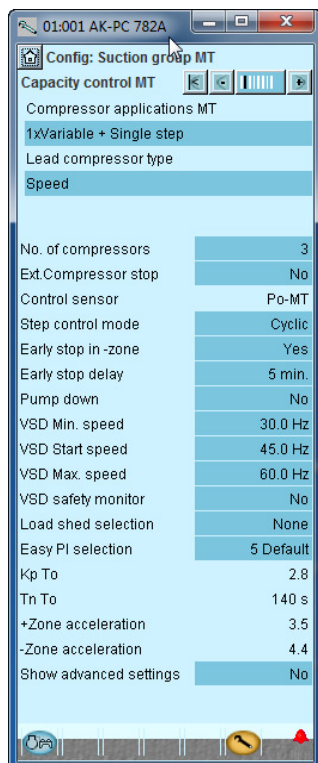 01:001 AK-PC 782A
Config: Suction group MT
Capacity control MT
Compressor applications MT
1xVariable + Single step
Lead compressor type
Speed
No. of compressors 3
Ext.Compressor stop No
Control sensor Po-MT
Step control mode Cyclic
Early stop in -zone Yes
Early stop delay 5 min.
Pump down No
VSD Min. speed 30.0 Hz
VSD Start speed 45.0 Hz
VSD Max. speed 60.0 Hz
VSD safety monitor No
Load shed selection None
Easy PI selection 5 Default
Kp To 2.8
Tn To 140 s
+Zone acceleration 3.5
-Zone acceleration 4.4
Show advanced settings No